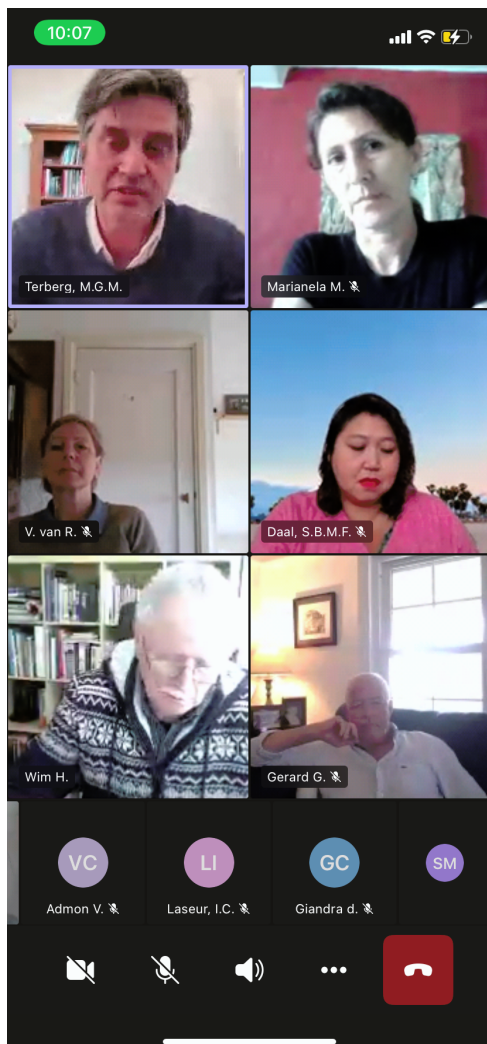 10:07
Terberg, M.G.M.
Marianela M.
V. van R.
Daal, S.B.M.F.
Wim H.
Gerard G.
VC
LI
GC
SM
Admon V.
Laseur, I.C.
Giandra d.